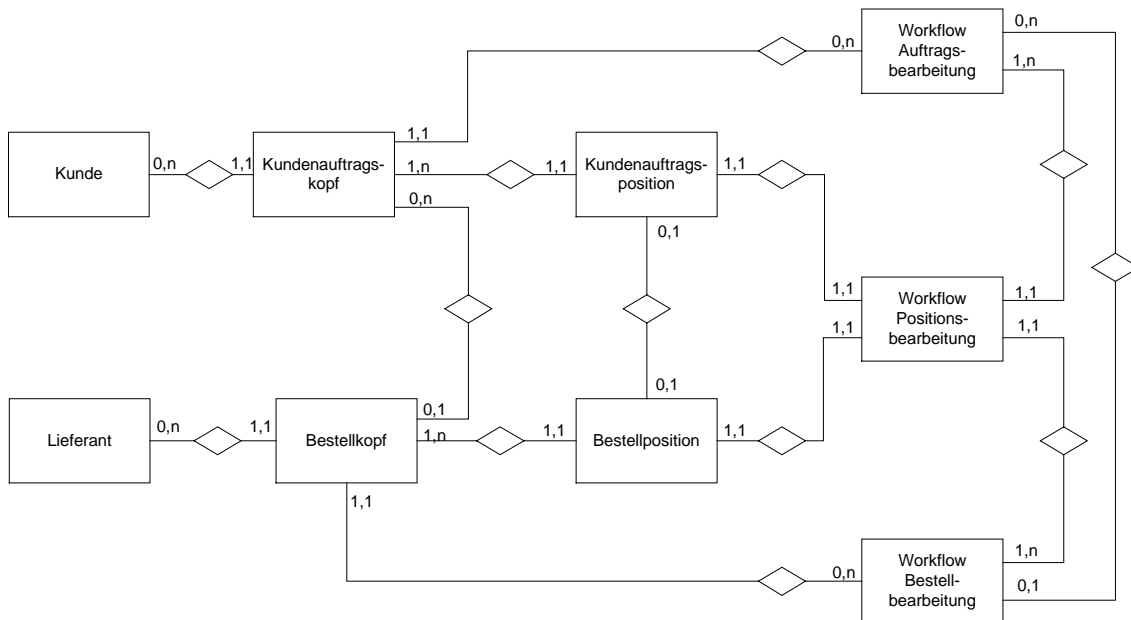 0,n
Workflow
Auftrags-
bearbeitung
0,n
1,n
Kunde
0,n
1,1
Kundenauftrags-
kopf
1,1
1,n
0,n
1,1
Kundenauftrags-
position
1,1
0,1
1,1
1,1
Workflow
Positions-
bearbeitung
1,1
1,1
Lieferant
0,n
1,1
Bestellkopf
0,1
1,n
1,1
0,1
1,1
Bestellposition
1,1
0,n
Workflow
Bestell-
bearbeitung
1,n
0,1